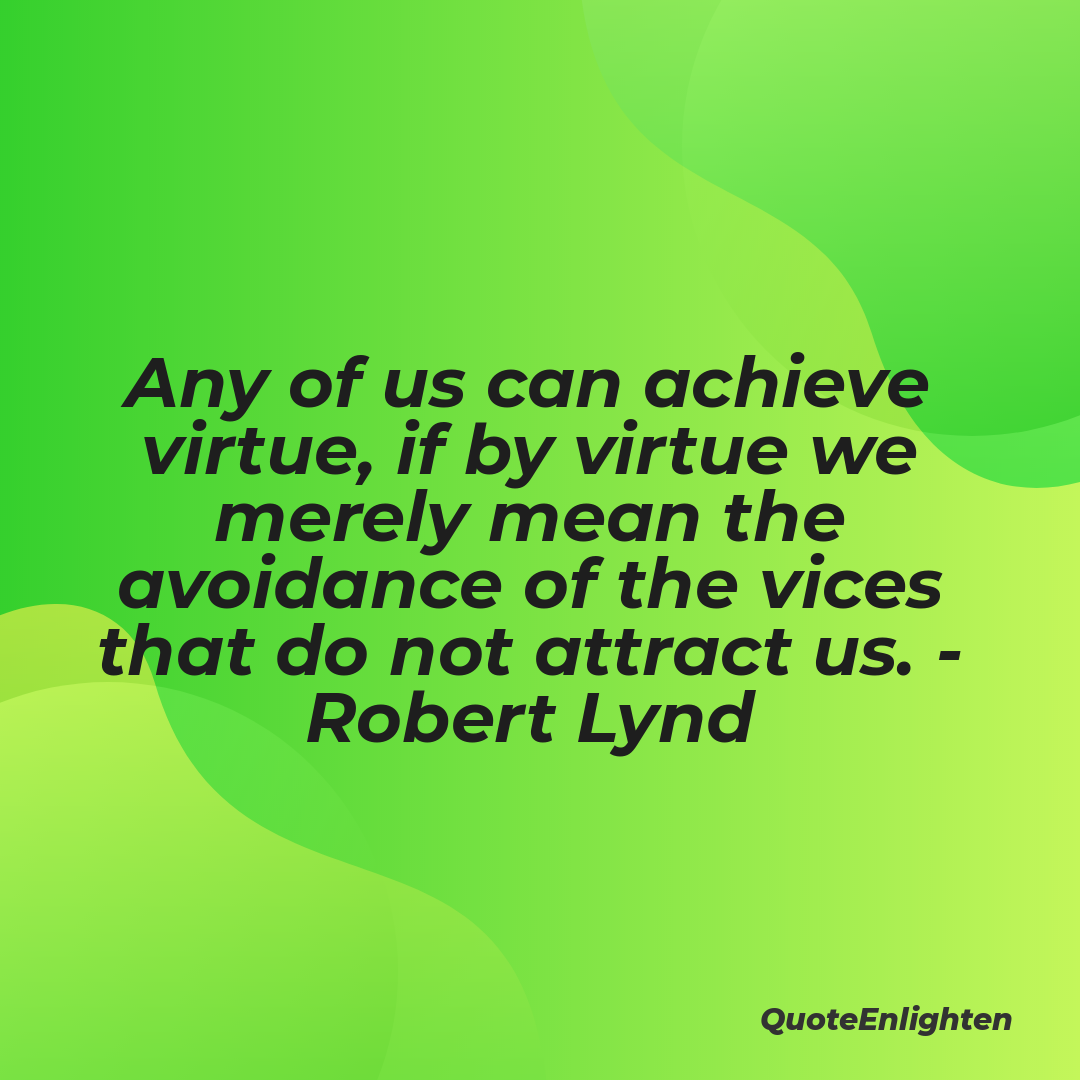 Any of us can achieve
virtue, if by virtue we
merely mean the
avoidance of the vices
that do not attract us. -
Robert Lynd
QuoteEnlighten